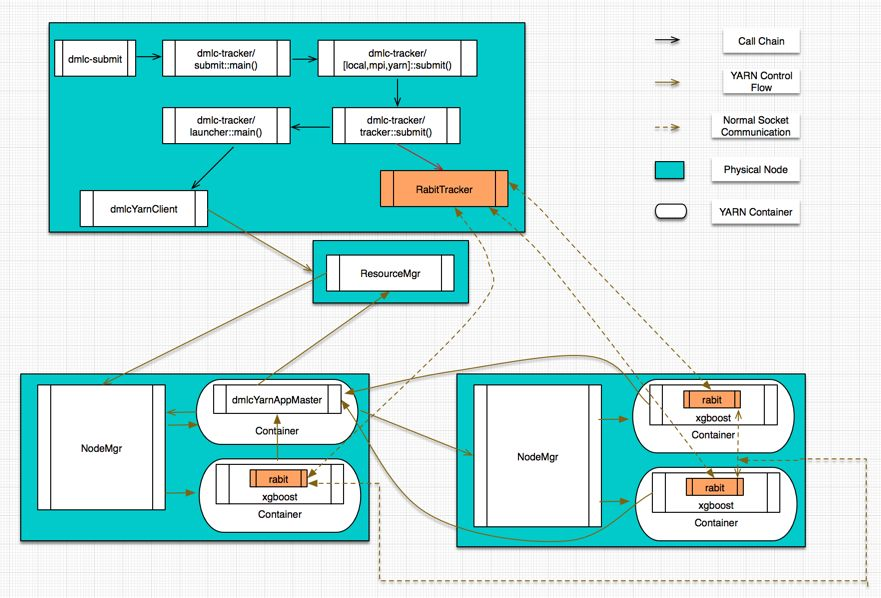 dmlc-submit
dmlc-tracker/
submit::main()
dmlc-tracker/
[local,mpi,yarn]::submit()
dmlc-tracker/
launcher::main()
dmlc-tracker/
tracker::submit()
RabitTracker
dmlcYarnClient
ResourceMgr
Call Chain
YARN Control
Flow
Normal Socket
Communication
Physical Node
YARN Container
NodeMgr
dmlcYarnAppMaster
Container
rabit
xgboost
Container
NodeMgr
rabit
xgboost
Container
rabit
xgboost
Container